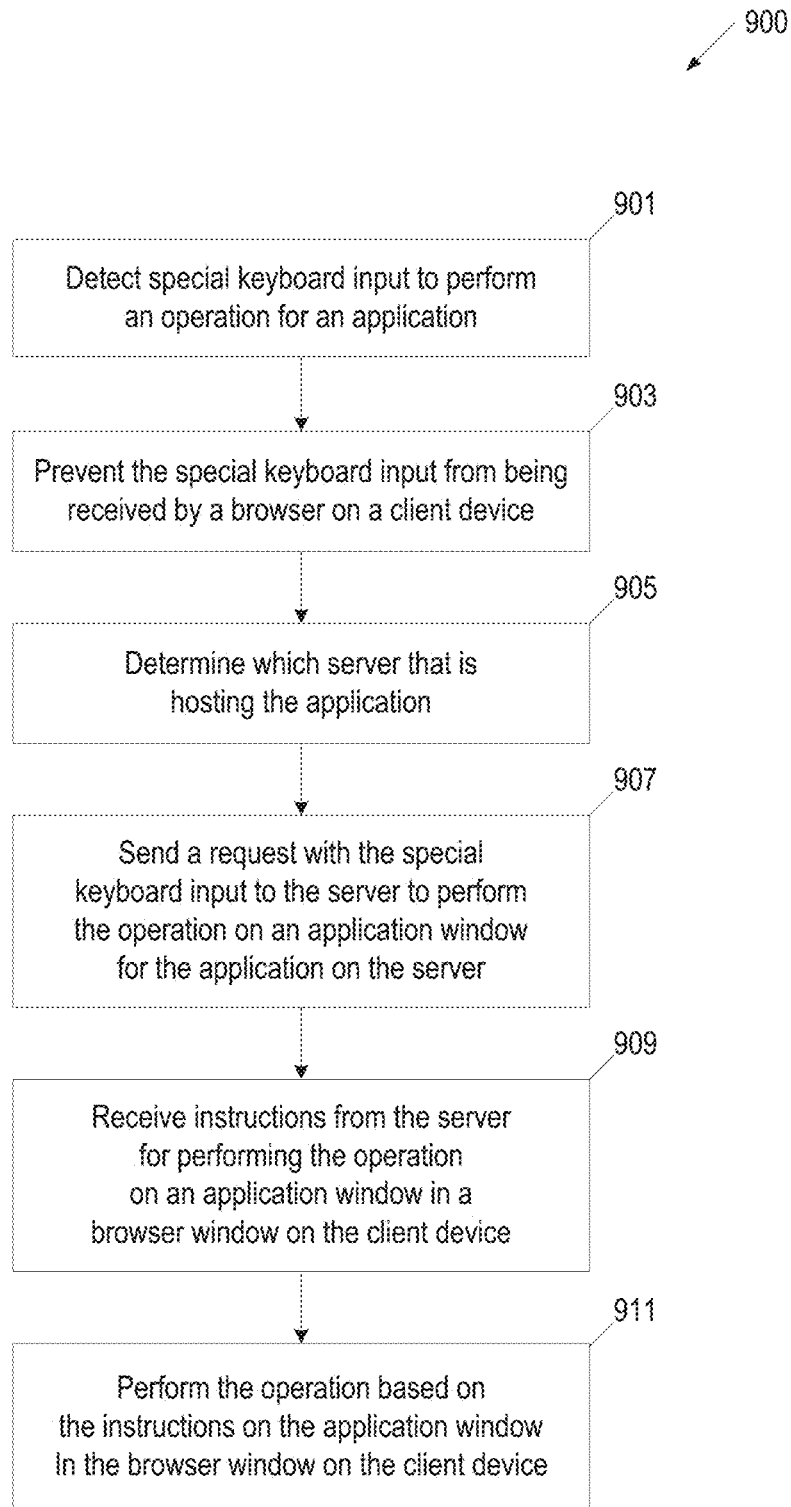 900
901
Detect special keyboard input to perform
an operation for an application
903
Prevent the special keyboard input from being
received by a browser on a client device
905
Determine which server that is
hosting the application
907
Send a request with the special
keyboard input to the server to perform
the operation on an application window
for the application on the server
909
Receive instructions from the server
for performing the operation
on an application window in a
browser window on the client device
911
Perform the operation based on
the instructions on the application window
In the browser window on the client device